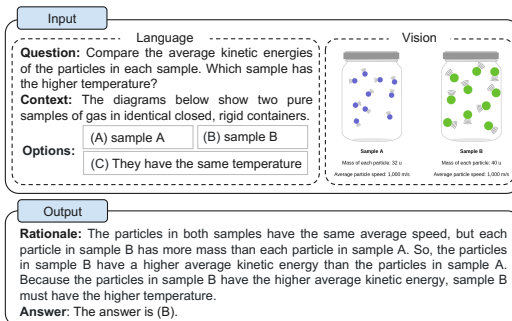 Input
Language
Question: Compare the average kinetic energies
of the particles in each sample. Which sample has
the higher temperature?
Context: The diagrams below show two pure
samples of gas in identical closed, rigid containers.
Options:
(A) sample A
(B) sample B
(C) They have the same temperature
Vision
Sample A
Mass of each particle: 32 u
Average particle speed: 1,000 m/s
Sample B
Mass of each particle: 40 u
Average particle speed: 1,000 m/s
Output
Rationale: The particles in both samples have the same average speed, but each
particle in sample B has more mass than each particle in sample A. So, the particles
in sample B have a higher average kinetic energy than the particles in sample A.
Because the particles in sample B have the higher average kinetic energy, sample B
must have the higher temperature.
Answer: The answer is (B).